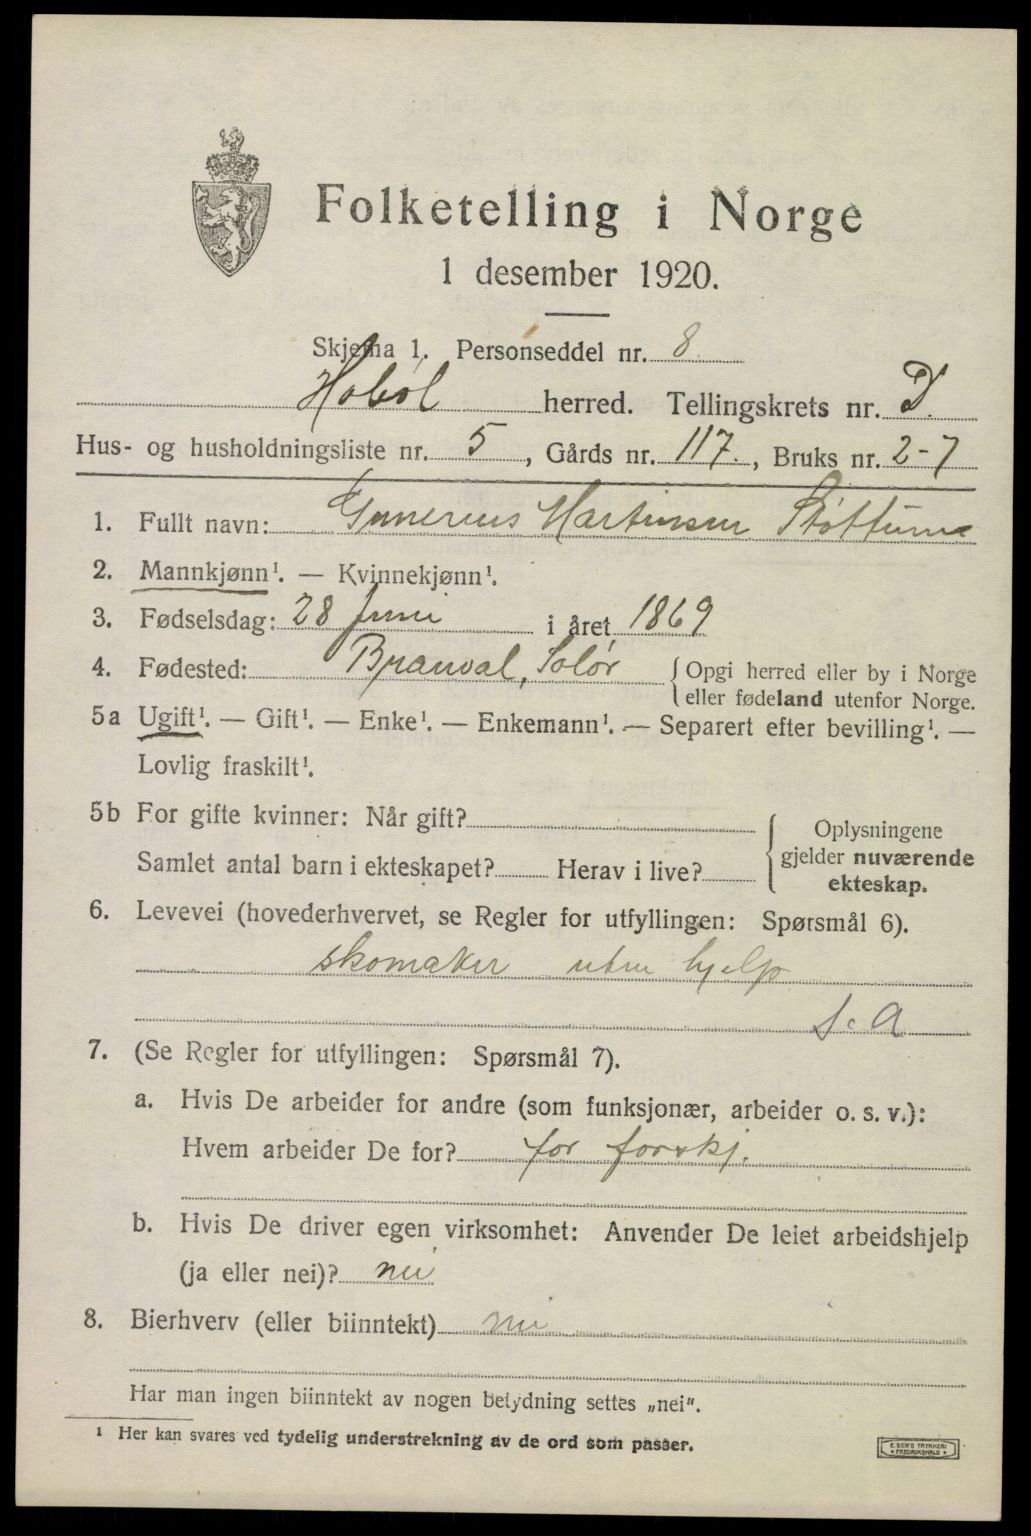 Folketelling i Norge
1 desember 1920.
Skjema 1. Personseddel nr. 8
Hobøl herred. Tellingskrets nr. D.
Hus- og husholdningsliste nr. 5, Gårds nr. 117., Bruks nr. 2-7
1. Fullt navn: Gunerius Martinsen
2. Mannkjønn¹. — Kvinnekjønn¹.
3. Fødselsdag: 28 Juni i året 1869
4. Fødested: Branval, Solør { Opgi herred eller by i Norge
eller fødeland utenfor Norge.
5a Ugift¹. — Gift¹. — Enke¹. — Enkemann¹. — Separert efter bevilling¹. —
Lovlig fraskilt¹.
5b For gifte kvinner: Når gift?
Samlet antal barn i ekteskapet? Herav i live?
Oplysningene
gjelder nuværende
ekteskap.
6. Levevei (hovederhvervet, se Regler for utfyllingen: Spørsmål 6).
skomaker uten hjelp
S. A
7. (Se Regler for utfyllingen: Spørsmål 7).
a. Hvis De arbeider for andre (som funksjonær, arbeider o. s. v.):
Hvem arbeider De for? for forskj.
b. Hvis De driver egen virksomhet: Anvender De leiet arbeidshjelp
(ja eller nei)? nei
8. Bierhverv (eller biinntekt) nei
Har man ingen biinntekt av nogen betydning settes „nei".
¹ Her kan svares ved tydelig understrekning av de ord som passer.
E. SEM'S TRYKKERI
FREDRIKSHALD